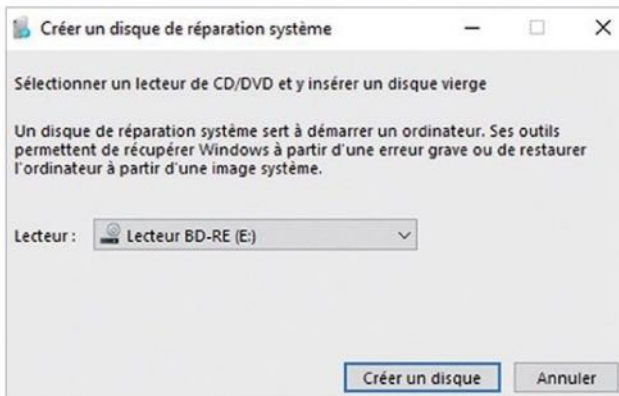 Créer un disque de réparation système
Sélectionner un lecteur de CD/DVD et y insérer un disque vierge
Un disque de réparation système sert à démarrer un ordinateur. Ses outils
permettent de récupérer Windows à partir d'une erreur grave ou de restaurer
l'ordinateur à partir d'une image système.
Lecteur : Lecteur BD-RE (E:)
Créer un disque Annuler